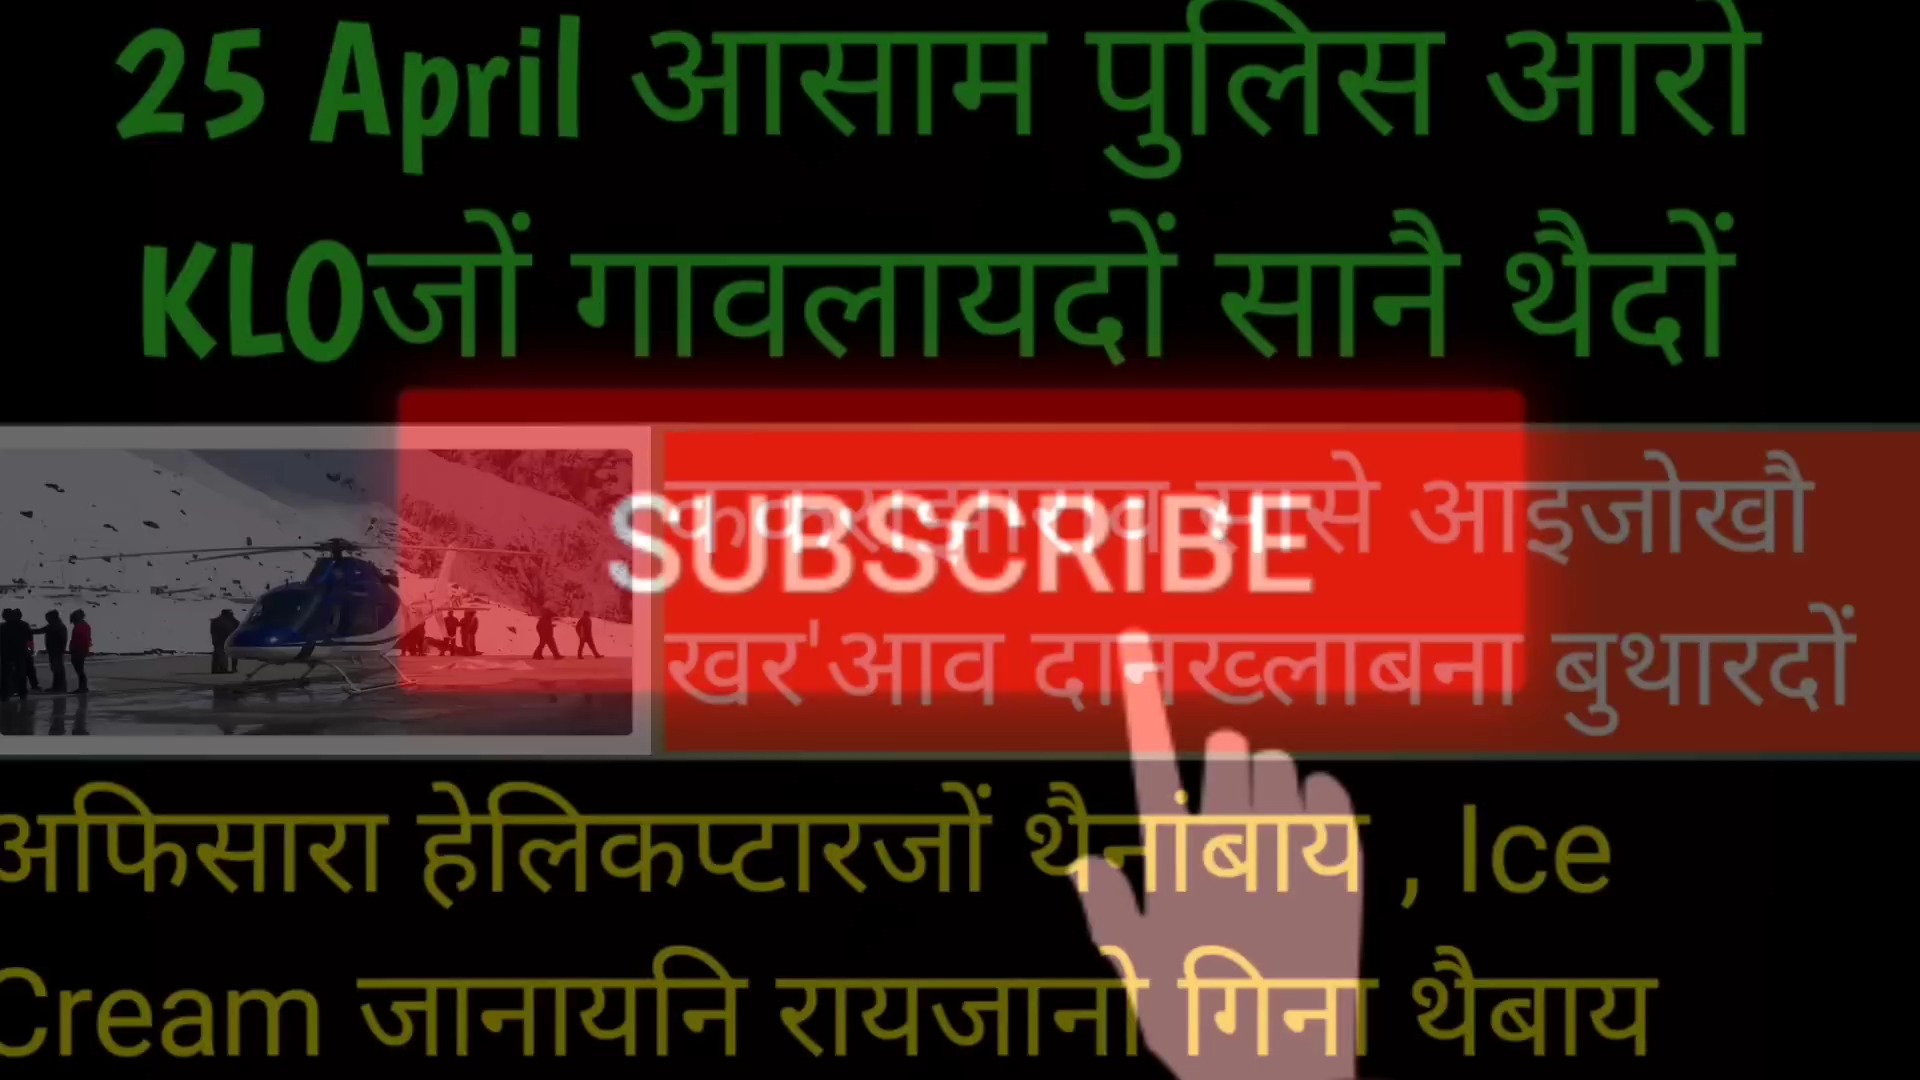 25 April आसाम पुलिस आरो
KLOजों गावलायदों सानै थैदों
SUBSCRIBE
सासे आइजोखौ
खर'आव दानख्लाबना बुथारदों
अफिसारा हेलिकप्टारजों थैनांबाय , Ice
Cream जानायनि रायजानो गिना थैबाय